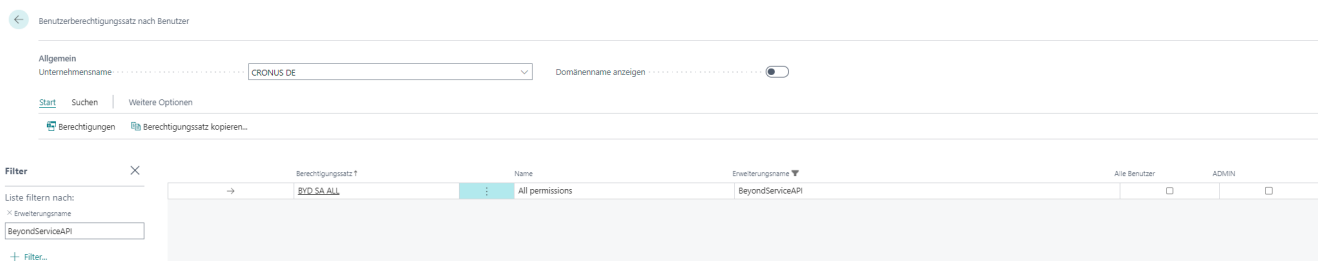 Benutzerberechtigungssatz nach Benutzer
Allgemein
Unternehmensname CRONUS DE Domänenname anzeigen
Start Suchen Weitere Optionen
Berechtigungen Berechtigungssatz kopieren...
Filter
Berechtigungssatz ↑ Name Erweiterungsname Alle Benutzer ADMIN
→ BYD SA ALL All permissions BeyondServiceAPI
Liste filtern nach:
× Erweiterungsname
BeyondServiceAPI
+ Filter...